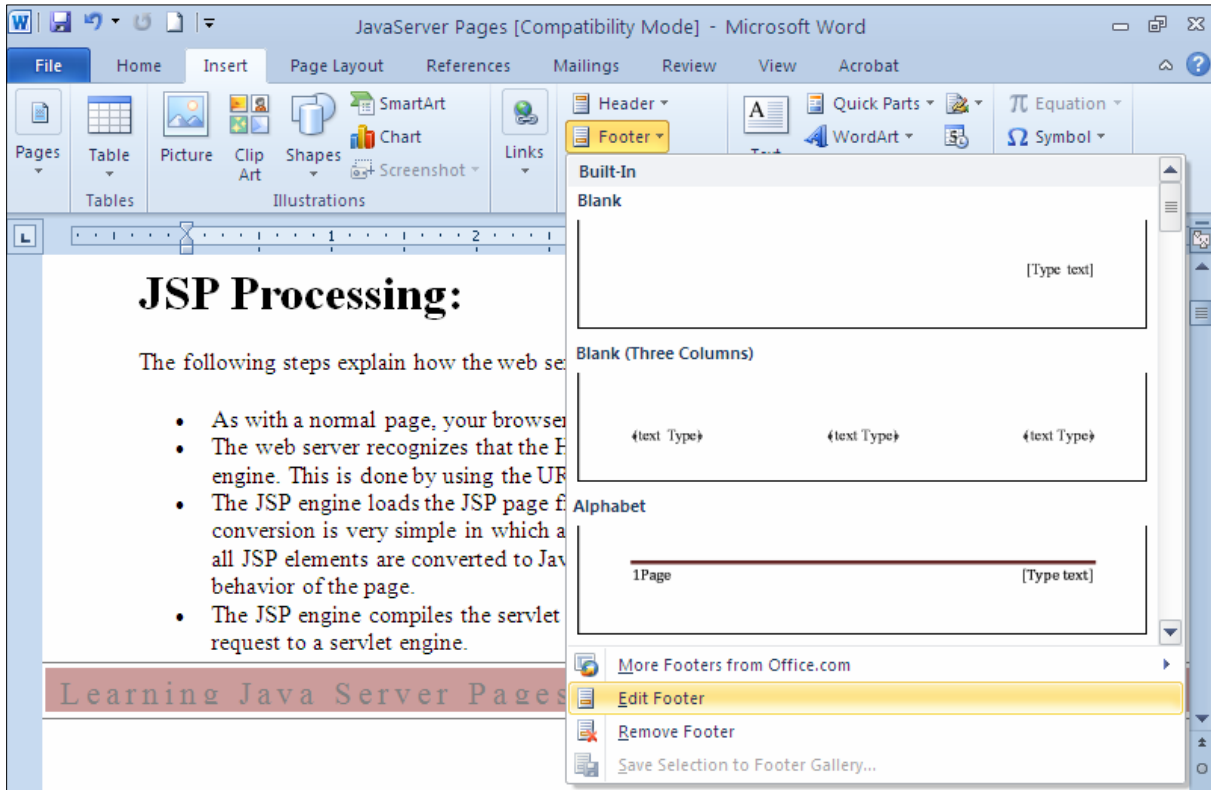 JavaServer Pages [Compatibility Mode] - Microsoft Word
File Home Insert Page Layout References Mailings Review View Acrobat
Pages
Table
Tables
Picture
Clip
Art
Shapes
SmartArt
Chart
Screenshot
Illustrations
Links
Header
Footer
A
Quick Parts
WordArt
π Equation
Ω Symbol
L
1 2
JSP Processing:
The following steps explain how the web
• As with a normal page, your browser
• The web server recognizes that the
engine. This is done by using the
• The JSP engine loads the JSP page
conversion is very simple in which a
all JSP elements are converted to
behavior of the page.
• The JSP engine compiles the servlet
request to a servlet engine.
Learning Java Server Pages
Built-In
Blank
[Type text]
Blank (Three Columns)
(text Type) (text Type) (text Type)
Alphabet
1Page [Type text]
More Footers from Office.com
Edit Footer
Remove Footer
Save Selection to Footer Gallery...